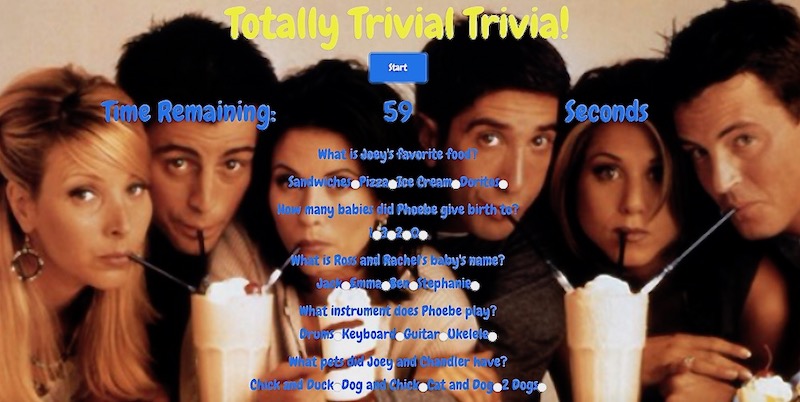 Totally Trivial Trivia!
Start
Time Remaining: 59 Seconds
What is Joey's favorite food?
Sandwiches Pizza Ice Cream Doritos
How many babies did Phoebe give birth to?
1 3 2 0
What is Ross and Rachel's baby's name?
Jack Emma Ben Stephanie
What instrument does Phoebe play?
Drums Keyboard Guitar Ukelele
What pets did Joey and Chandler have?
Chick and Duck Dog and Chick Cat and Dog 2 Dogs